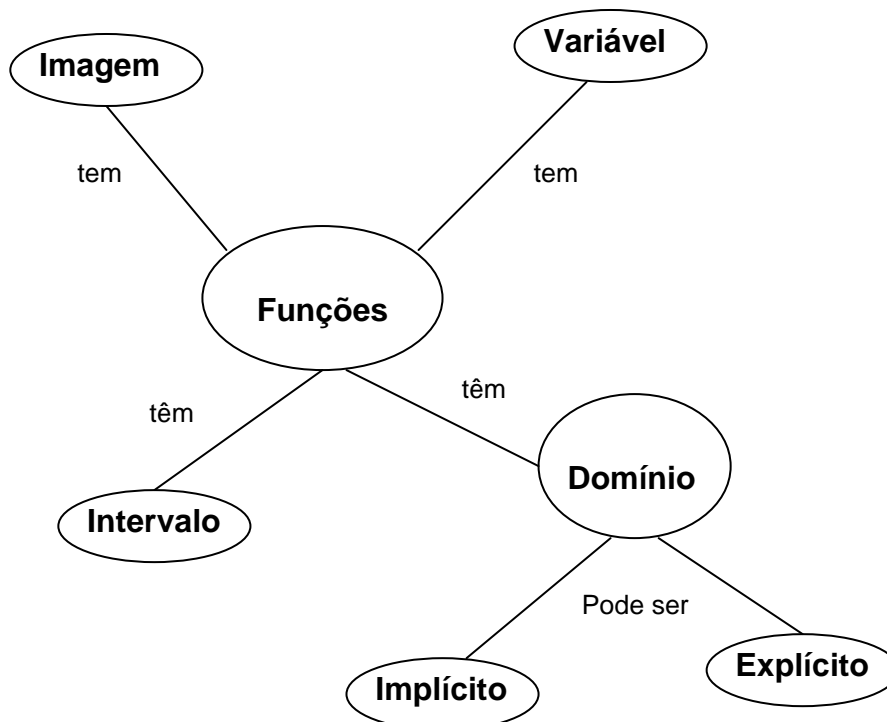 Variável
Imagem
tem
tem
Funções
têm
têm
Domínio
Intervalo
Pode ser
Explícito
Implícito